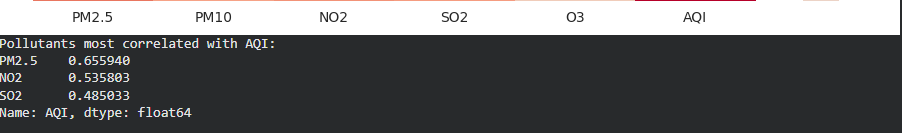 PM2.5 PM10 NO2 SO2 O3 AQI
Pollutants most correlated with AQI:
PM2.5    0.655940
NO2      0.535803
SO2      0.485033
Name: AQI, dtype: float64